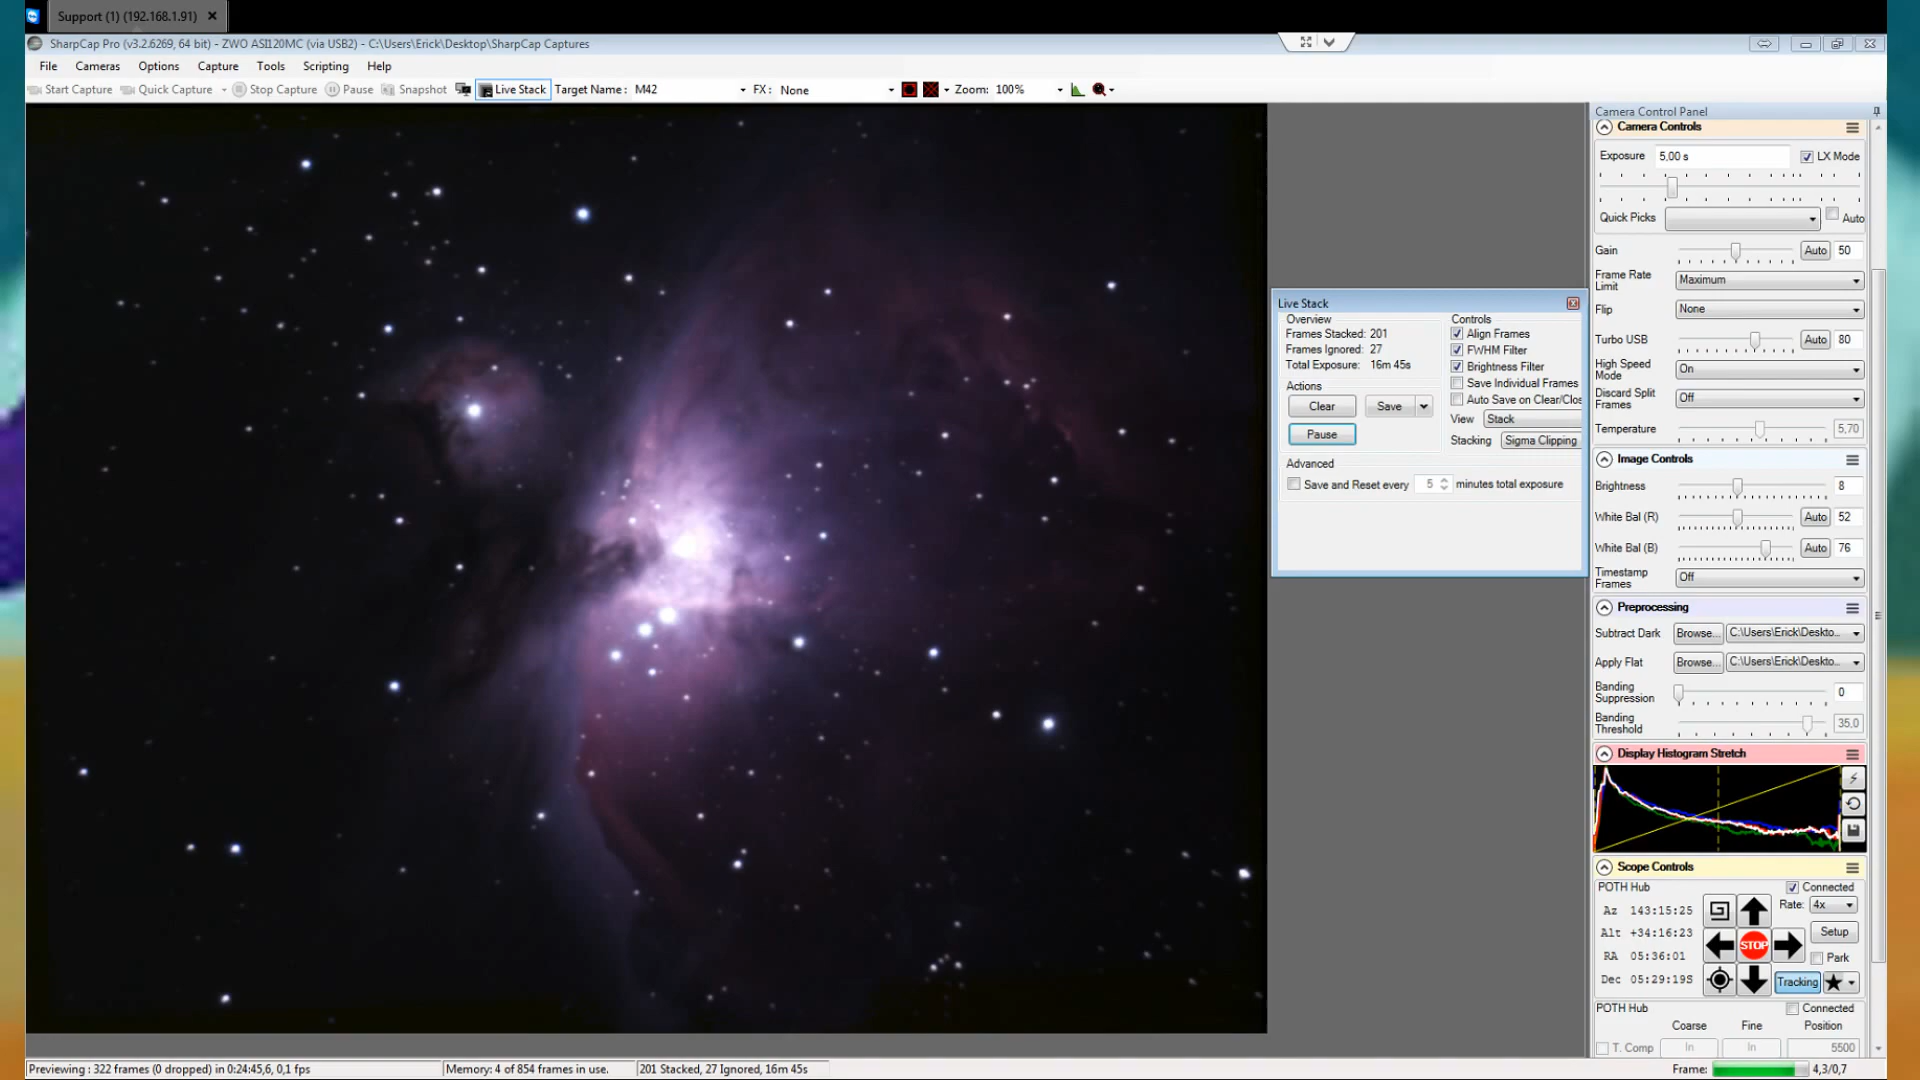 Support (1) (192.168.1.91)
SharpCap Pro (v3.2.6269, 64 bit) - ZWO ASI120MC (via USB2) - C:\Users\Erick\Desktop\SharpCap Captures
File Cameras Options Capture Tools Scripting Help
Start Capture Quick Capture Stop Capture Pause Snapshot Live Stack Target Name : M42 FX: None Zoom: 100%
Camera Control Panel
Camera Controls
Exposure 5,00 s LX Mode
Quick Picks Auto
Gain Auto 50
Frame Rate Limit Maximum
Flip None
Turbo USB Auto 80
High Speed Mode On
Discard Split Frames Off
Temperature 5,70
Image Controls
Brightness 8
White Bal (R) Auto 52
White Bal (B) Auto 76
Timestamp Frames Off
Preprocessing
Subtract Dark Browse... C:\Users\Erick\Deskto...
Apply Flat Browse... C:\Users\Erick\Deskto...
Banding Suppression 0
Banding Threshold 35,0
Display Histogram Stretch
Scope Controls
POTH Hub Connected
Az 143:15:25 Rate: 4x
Alt +34:16:23 Setup
RA 05:36:01 STOP Park
Dec 05:29:19S Tracking
POTH Hub Connected
Coarse Fine Position
T. Comp In In 5500
Live Stack
Overview
Frames Stacked: 201
Frames Ignored: 27
Total Exposure: 16m 45s
Actions
Clear Save
Pause
Controls
Align Frames
FWHM Filter
Brightness Filter
Save Individual Frames
Auto Save on Clear/Clos
View Stack
Stacking Sigma Clipping
Advanced
Save and Reset every 5 minutes total exposure
Previewing : 322 frames (0 dropped) in 0:24:45,6, 0,1 fps Memory: 4 of 854 frames in use. 201 Stacked, 27 Ignored, 16m 45s Frame: 4,3/0,7